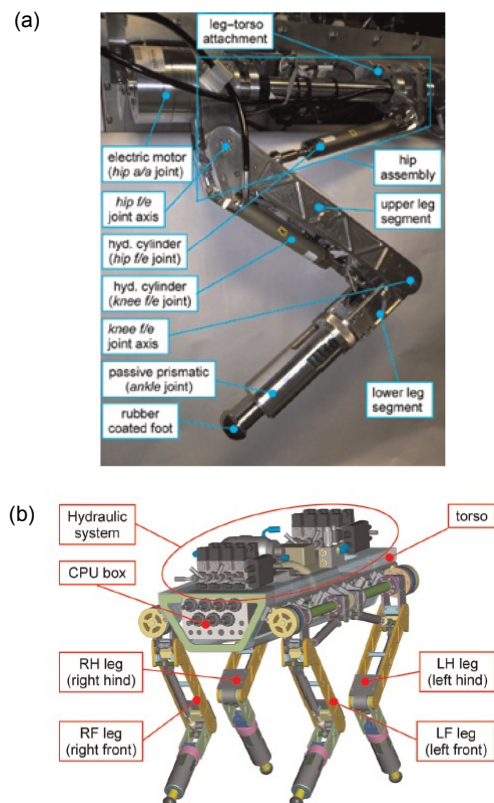 (a)
leg–torso
attachment
electric motor
(hip a/a joint)
hip f/e
joint axis
hyd. cylinder
(hip f/e joint)
hyd. cylinder
(knee f/e joint)
knee f/e
joint axis
passive prismatic
(ankle joint)
rubber
coated foot
hip
assembly
upper leg
segment
lower leg
segment
(b)
Hydraulic
system
torso
CPU box
RH leg
(right hind)
LH leg
(left hind)
RF leg
(right front)
LF leg
(left front)